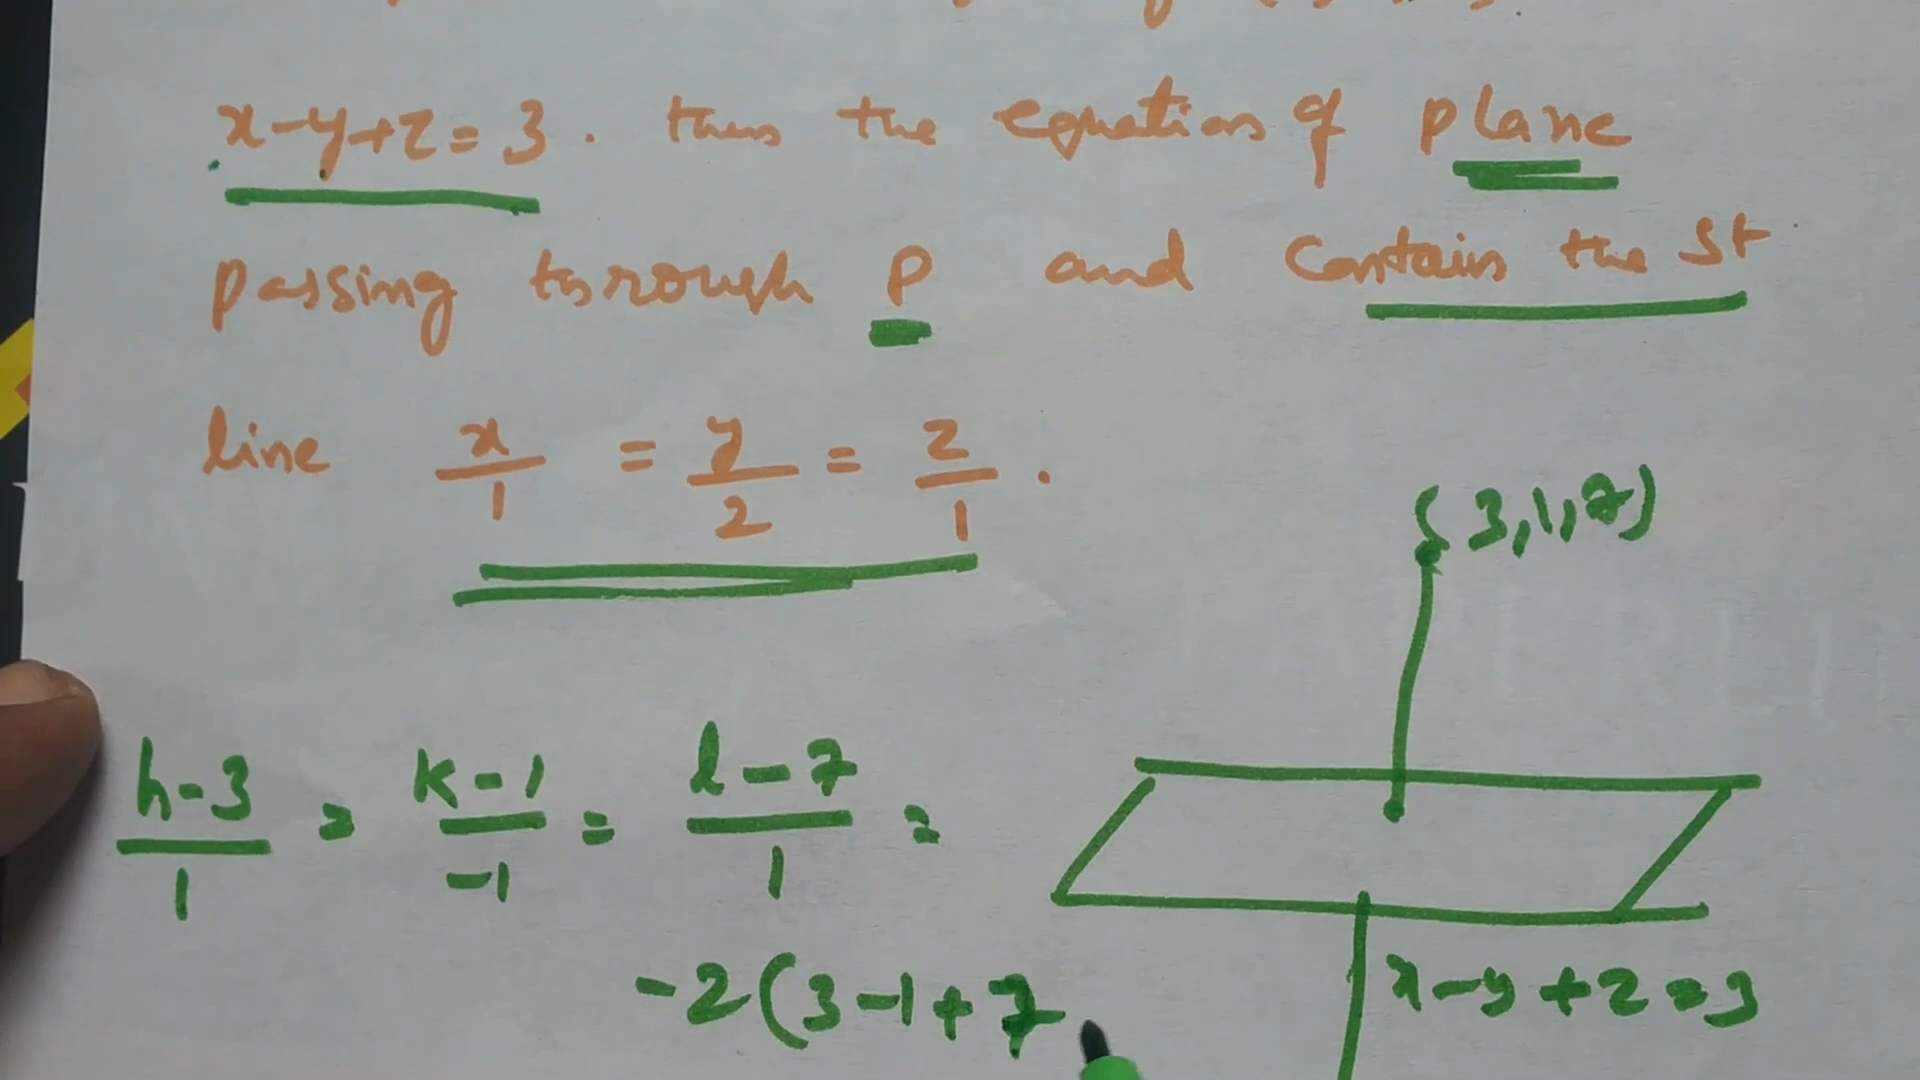 x-y+z=3. thus the equation of plane
passing through P and contains the st
line x/1 = y/2 = z/1.
(3,1,7)
h-3/1 = k-1/-1 = l-7/1 =
-2(3-1+7
x-y+z=3